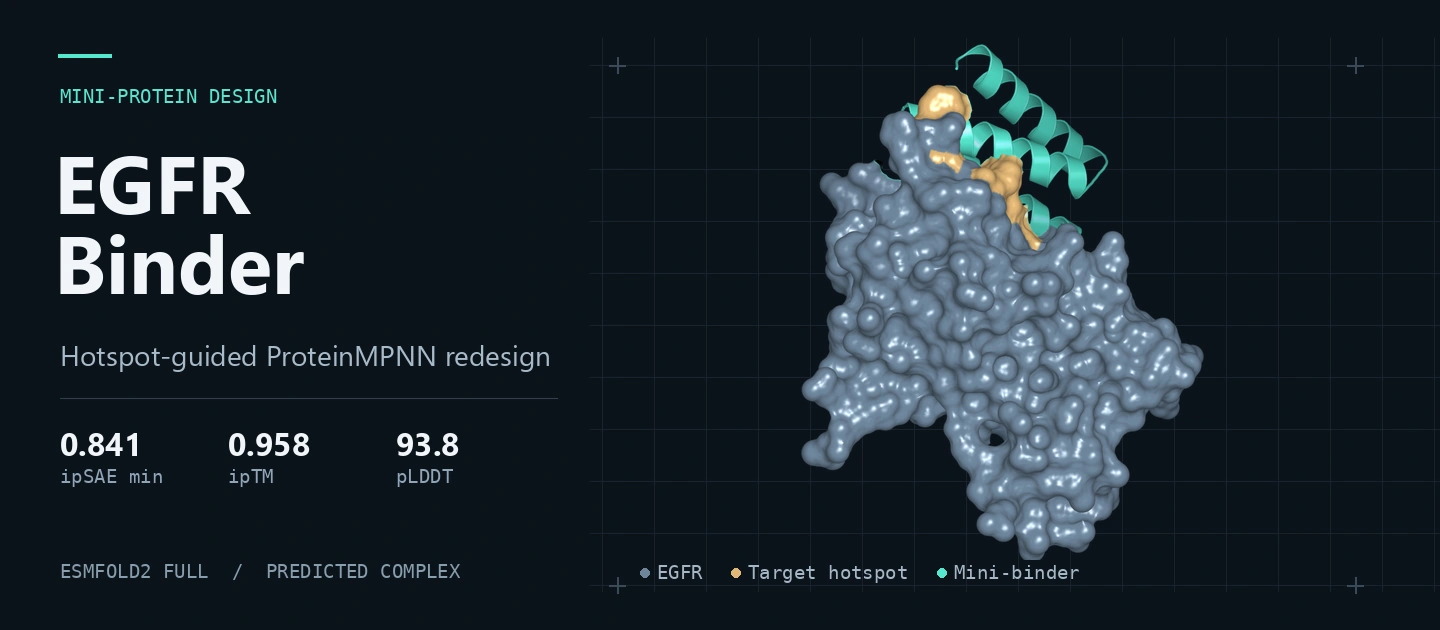 MINI-PROTEIN DESIGN
EGFR
Binder
Hotspot-guided ProteinMPNN redesign
0.841 0.958 93.8
ipSAE min ipTM pLDDT
ESMFOLD2 FULL / PREDICTED COMPLEX
EGFR Target hotspot Mini-binder